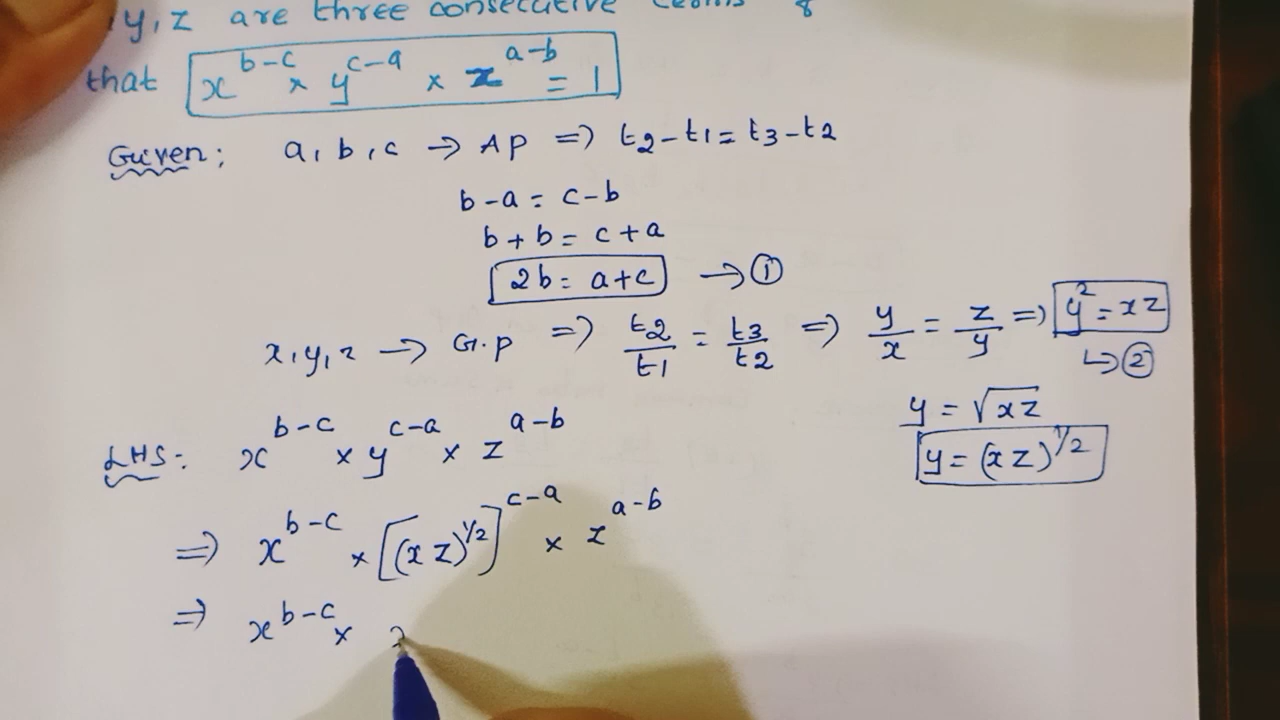 y, z are three consecutive terms of
that x^{b-c} × y^{c-a} × z^{a-b} = 1
Given: a, b, c → AP => t2 - t1 = t3 - t2
b - a = c - b
b + b = c + a
2b = a + c → ①
x, y, z → G.P => t2/t1 = t3/t2 => y/x = z/y => y^2 = xz
↳ ②
y = √xz
y = (xz)^{1/2}
LHS: x^{b-c} × y^{c-a} × z^{a-b}
=> x^{b-c} × [(xz)^{1/2}]^{c-a} × z^{a-b}
=> x^{b-c} ×